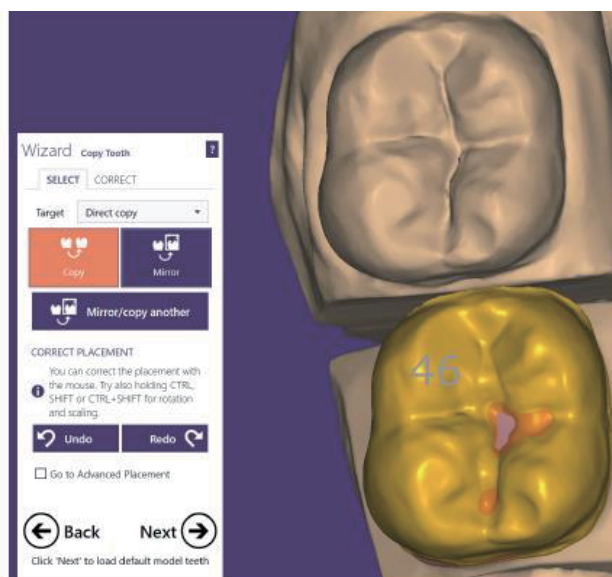 Wizard Copy Tooth ?
SELECT CORRECT
Target Direct copy
Copy Mirror
Mirror/copy another
CORRECT PLACEMENT
You can correct the placement with
the mouse. Try also holding CTRL,
SHIFT or CTRL+SHIFT for rotation
and scaling.
Undo Redo
Go to Advanced Placement
Back Next
Click 'Next' to load default model teeth
46